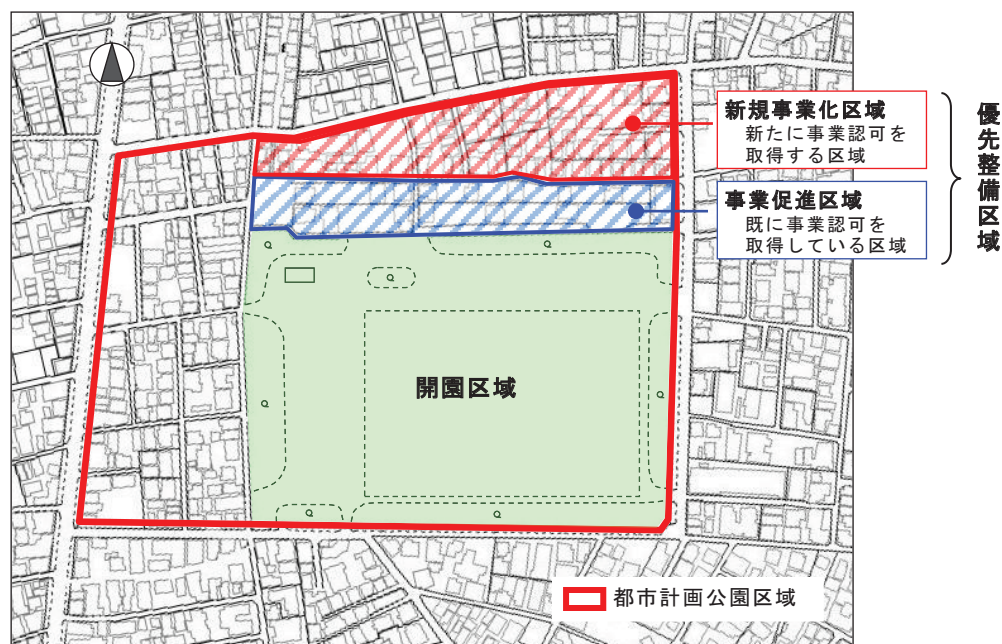 新規事業化区域
新たに事業認可を
取得する区域
事業促進区域
既に事業認可を
取得している区域
優先整備区域
開園区域
都市計画公園区域